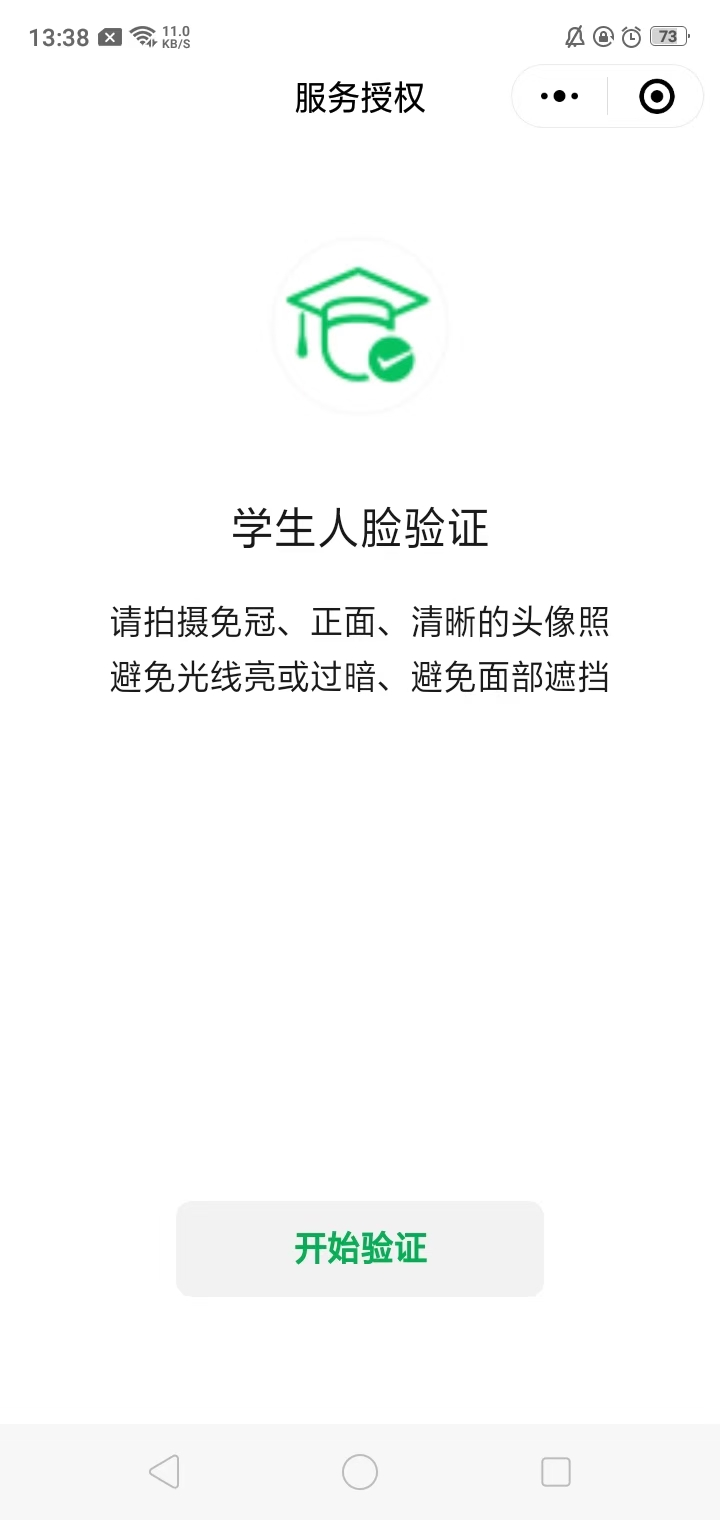 13:38 11.0 KB/S 73
服务授权
学生人脸验证
请拍摄免冠、正面、清晰的头像照
避免光线亮或过暗、避免面部遮挡
开始验证